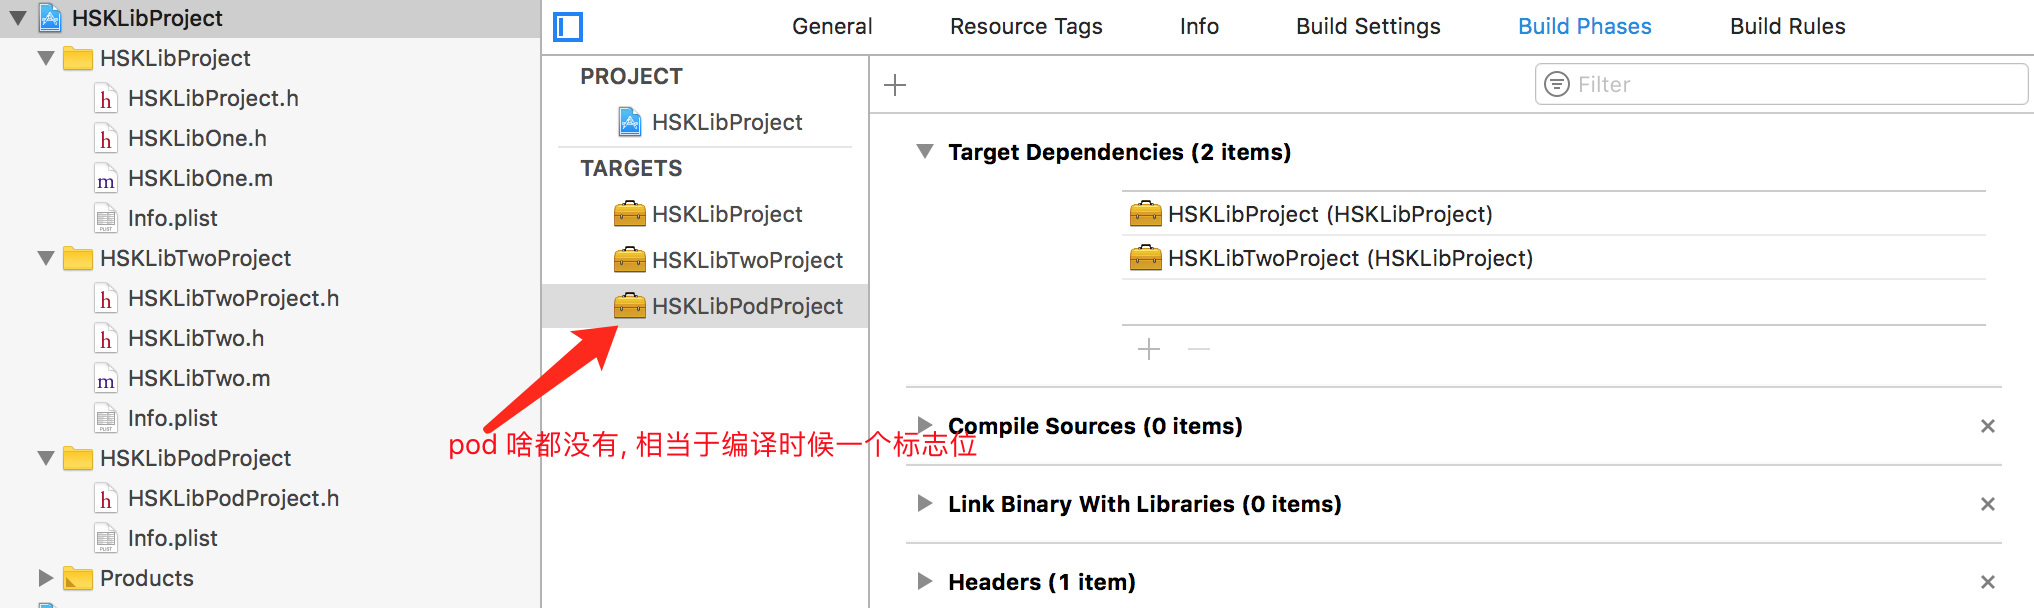 HSKLibProject
HSKLibProject
HSKLibProject.h
HSKLibOne.h
HSKLibOne.m
Info.plist
HSKLibTwoProject
HSKLibTwoProject.h
HSKLibTwo.h
HSKLibTwo.m
Info.plist
HSKLibPodProject
HSKLibPodProject.h
Info.plist
Products
General Resource Tags Info Build Settings Build Phases Build Rules
PROJECT
HSKLibProject
TARGETS
HSKLibProject
HSKLibTwoProject
HSKLibPodProject
pod 啥都没有, 相当于编译时候一个标志位
Filter
Target Dependencies (2 items)
HSKLibProject (HSKLibProject)
HSKLibTwoProject (HSKLibProject)
Compile Sources (0 items)
Link Binary With Libraries (0 items)
Headers (1 item)